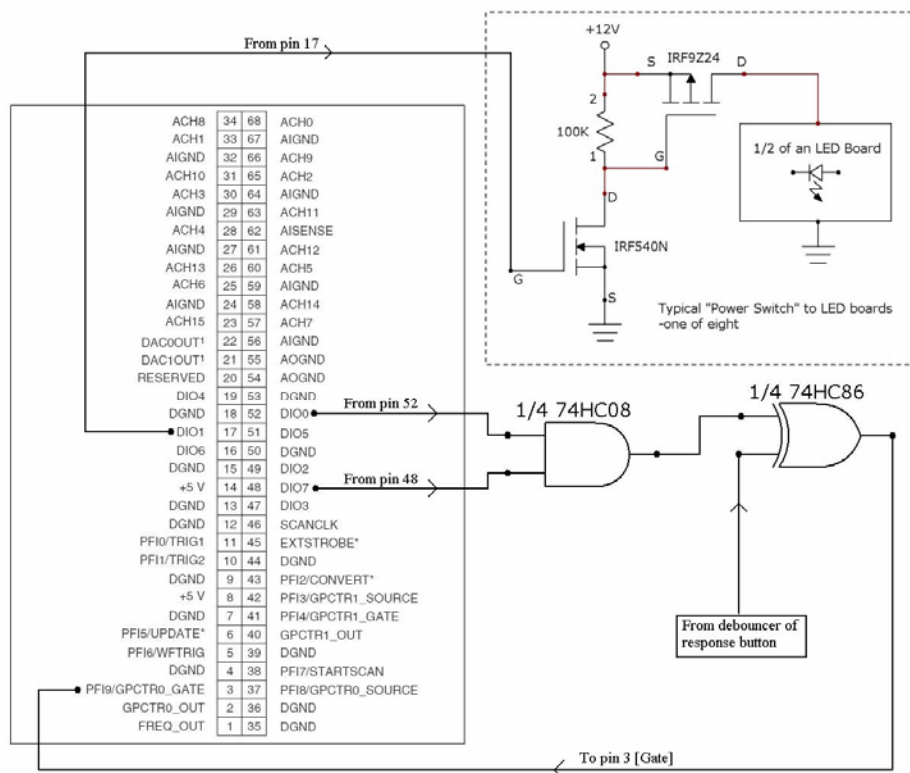 From pin 17
+12V
S IRF9Z24 D
2
100K
1
G
D
1/2 of an LED Board
IRF540N
G
S
Typical "Power Switch" to LED boards
-one of eight
ACH8 34 68 ACH0
ACH1 33 67 AIGND
AIGND 32 66 ACH9
ACH10 31 65 ACH2
ACH3 30 64 AIGND
AIGND 29 63 ACH11
ACH4 28 62 AISENSE
AIGND 27 61 ACH12
ACH13 26 60 ACH5
ACH6 25 59 AIGND
AIGND 24 58 ACH14
ACH15 23 57 ACH7
DAC0OUT¹ 22 56 AIGND
DAC1OUT¹ 21 55 AOGND
RESERVED 20 54 AOGND
DIO4 19 53 DGND
DGND 18 52 DIO0
DIO1 17 51 DIO5
DIO6 16 50 DGND
DGND 15 49 DIO2
+5 V 14 48 DIO7
DGND 13 47 DIO3
DGND 12 46 SCANCLK
PFI0/TRIG1 11 45 EXTSTROBE*
PFI1/TRIG2 10 44 DGND
DGND 9 43 PFI2/CONVERT*
+5 V 8 42 PFI3/GPCTR1_SOURCE
DGND 7 41 PFI4/GPCTR1_GATE
PFI5/UPDATE* 6 40 GPCTR1_OUT
PFI6/WFTRIG 5 39 DGND
DGND 4 38 PFI7/STARTSCAN
PFI9/GPCTR0_GATE 3 37 PFI8/GPCTR0_SOURCE
GPCTR0_OUT 2 36 DGND
FREQ_OUT 1 35 DGND
From pin 52
From pin 48
1/4 74HC08
1/4 74HC86
From debouncer of
response button
To pin 3 [Gate]